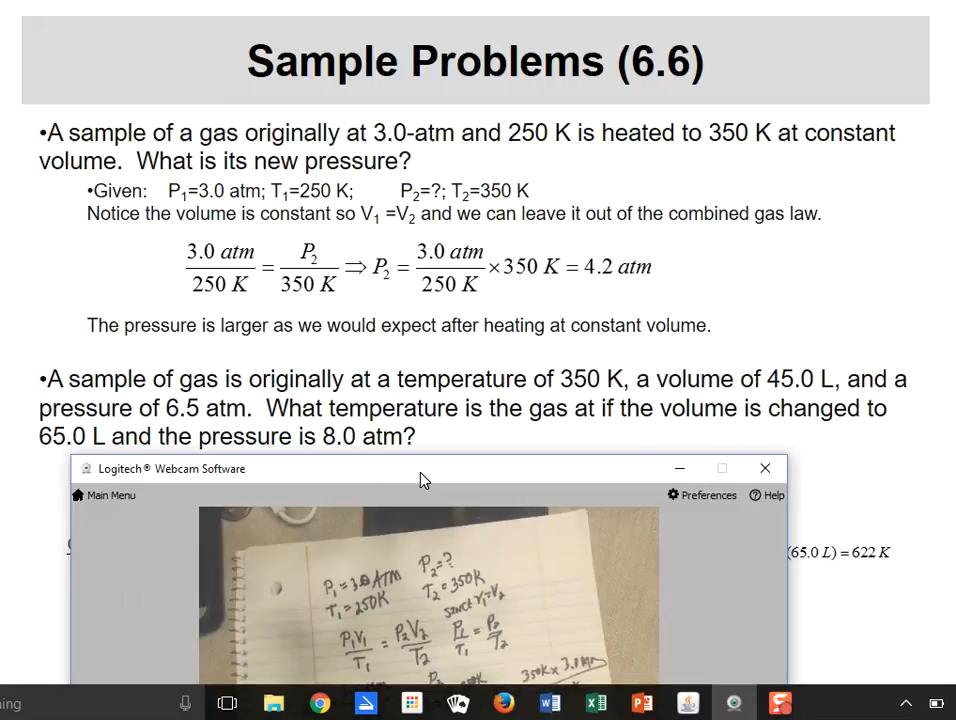 Sample Problems (6.6)
•A sample of a gas originally at 3.0-atm and 250 K is heated to 350 K at constant
volume. What is its new pressure?
•Given: P₁=3.0 atm; T₁=250 K; P₂=?; T₂=350 K
Notice the volume is constant so V₁ =V₂ and we can leave it out of the combined gas law.
3.0 atm / 250 K = P₂ / 350 K ⇒ P₂ = 3.0 atm / 250 K × 350 K = 4.2 atm
The pressure is larger as we would expect after heating at constant volume.
•A sample of gas is originally at a temperature of 350 K, a volume of 45.0 L, and a
pressure of 6.5 atm. What temperature is the gas at if the volume is changed to
65.0 L and the pressure is 8.0 atm?
Logitech® Webcam Software
Main Menu Preferences Help
(65.0 L) = 622 K
P₁ = 3.0 ATM P₂ = ?
T₁ = 250K T₂ = 350K
since V₁=V₂
P₁V₁ / T₁ = P₂V₂ / T₂ P₁ / T₁ = P₂ / T₂
350K x 3.0 Atm